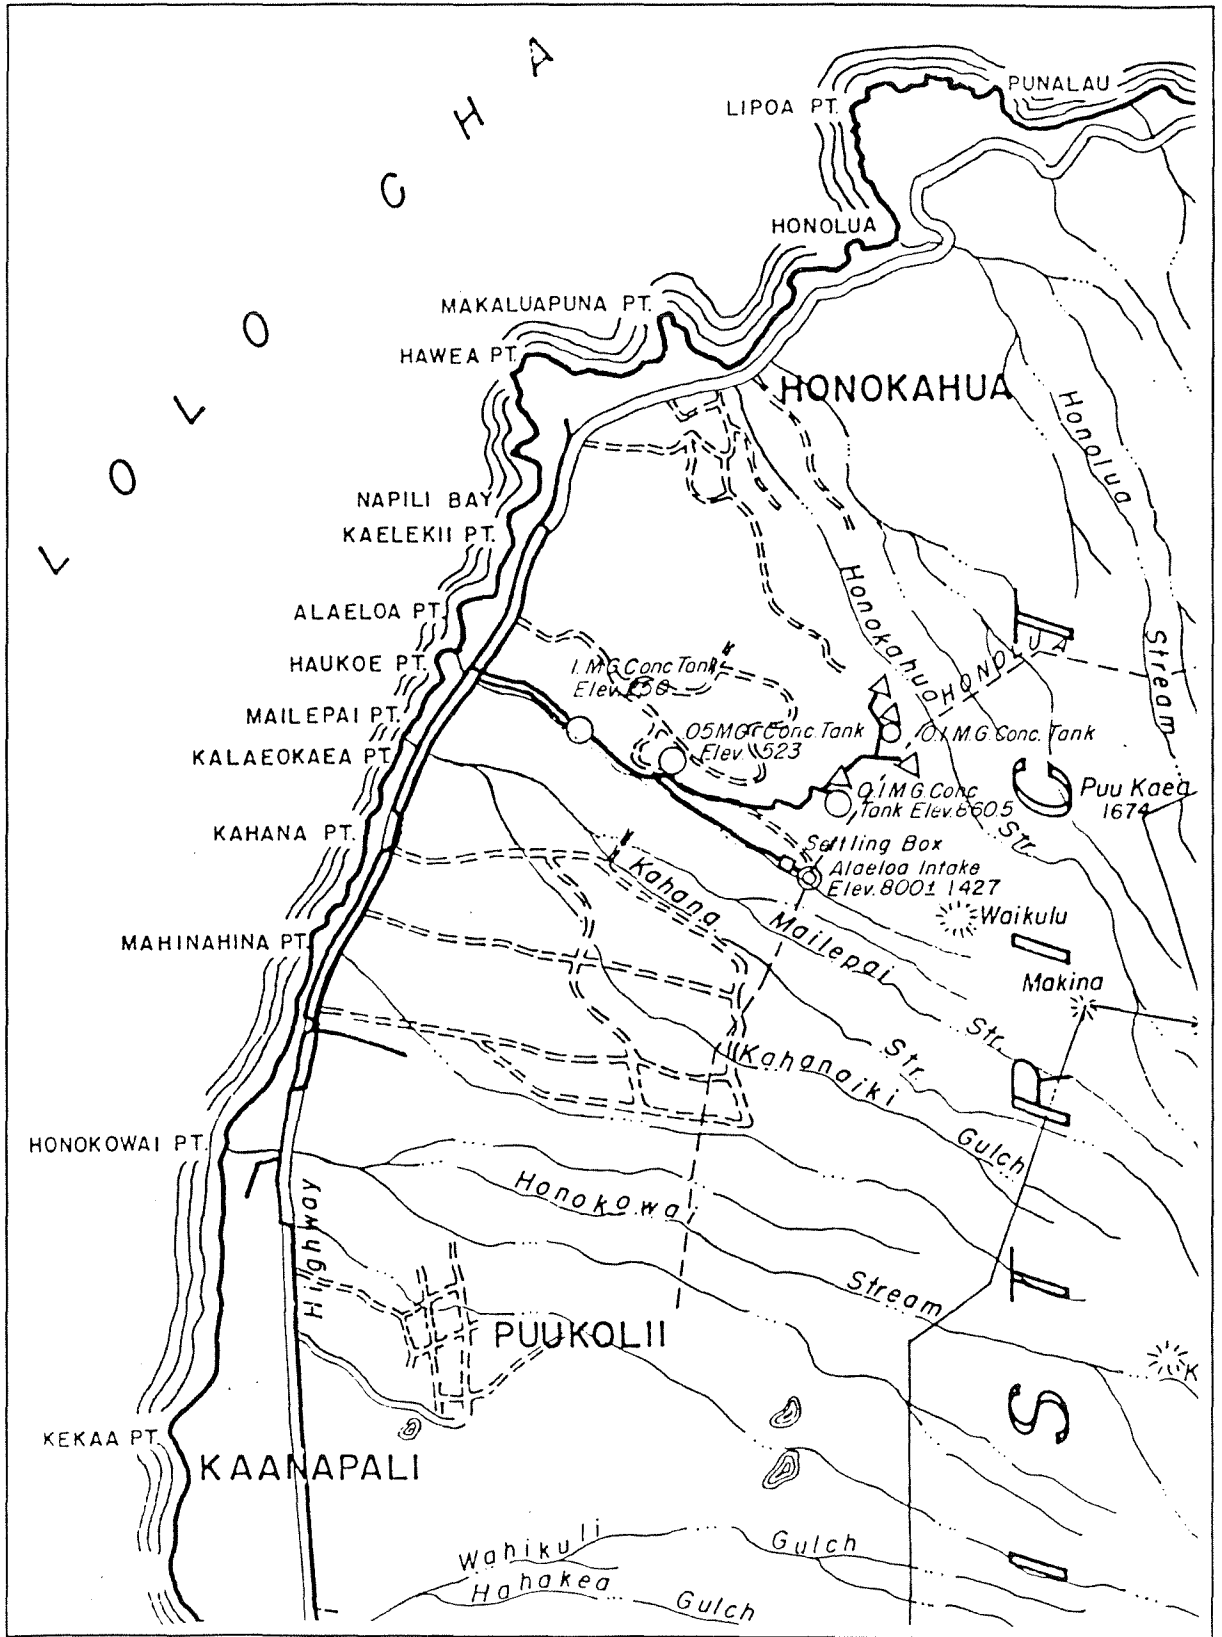 L O L O C H A
LIPOA PT.
PUNALAU
HONOLUA
MAKALUAPUNA PT.
HAWEA PT.
HONOKAHUA
Honolua Stream
NAPILI BAY
KAELEKII PT.
Honokahua Str.
ALAELOA PT.
HAUKOE PT.
HONOLUA
1. M.G. Conc Tank
MAILEPAI PT.
KALAEOKAEA PT.
0.5 M.G. Conc. Tank
Elev. 523
0.1 M.G. Conc. Tank
0.1 M.G. Conc
Tank Elev. 860.5
Puu Kaea
1674
KAHANA PT.
Settling Box
Alaeloa Intake
Elev. 800± 1427
Kahana Str.
Mailepai Str.
Waikulu
MAHINAHINA PT.
Makina
Kahanaiki Gulch
HONOKOWAI PT.
Honokowai Stream
Highway
PUUKOLII
K
KEKAA PT.
KAANAPALI
Wahikuli Gulch
Hahakea Gulch
I S T R I C T